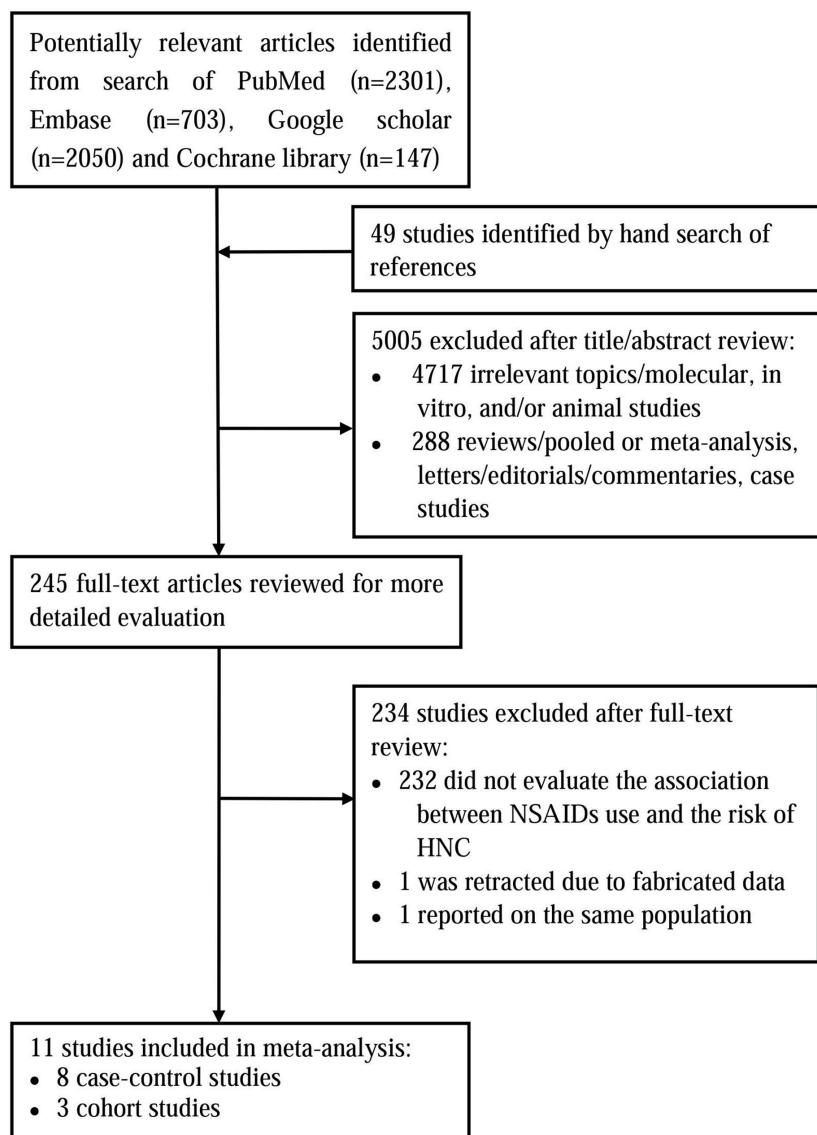 Potentially relevant articles identified
from search of PubMed (n=2301),
Embase (n=703), Google scholar
(n=2050) and Cochrane library (n=147)
49 studies identified by hand search of
references
5005 excluded after title/abstract review:
• 4717 irrelevant topics/molecular, in
vitro, and/or animal studies
• 288 reviews/pooled or meta-analysis,
letters/editorials/commentaries, case
studies
245 full-text articles reviewed for more
detailed evaluation
234 studies excluded after full-text
review:
• 232 did not evaluate the association
between NSAIDs use and the risk of
HNC
• 1 was retracted due to fabricated data
• 1 reported on the same population
11 studies included in meta-analysis:
• 8 case-control studies
• 3 cohort studies